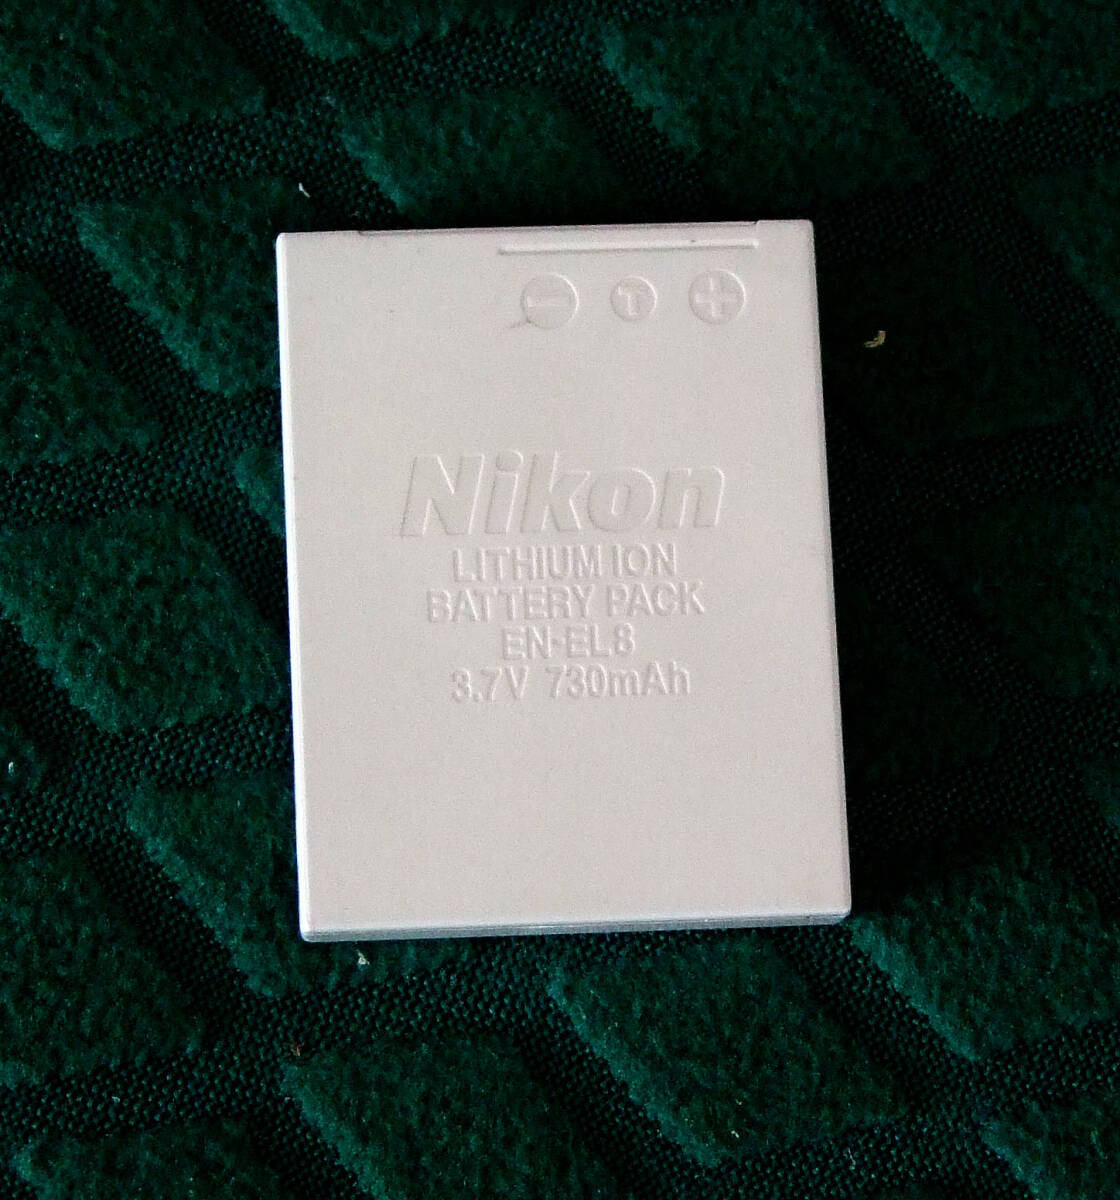 − T +
Nikon
LITHIUM ION
BATTERY PACK
EN-EL8
3.7V 730mAh